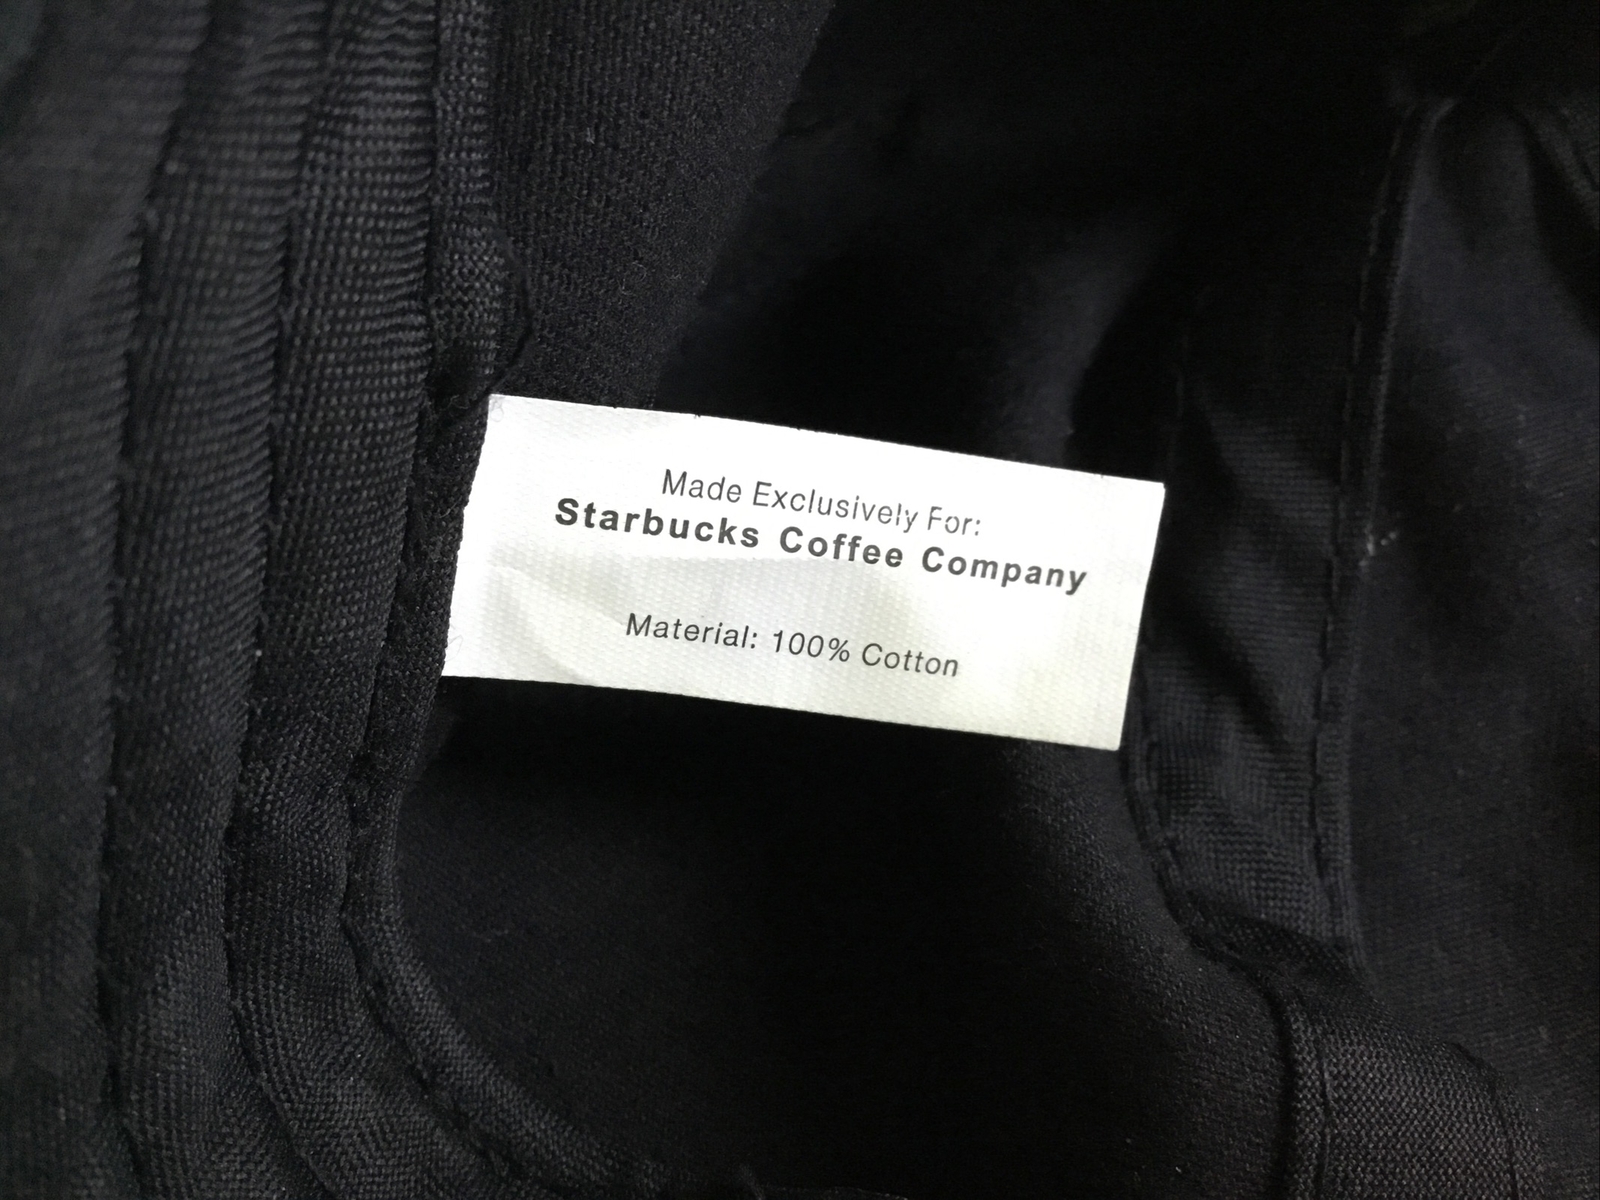 Made Exclusively For:
Starbucks Coffee Company
Material: 100% Cotton